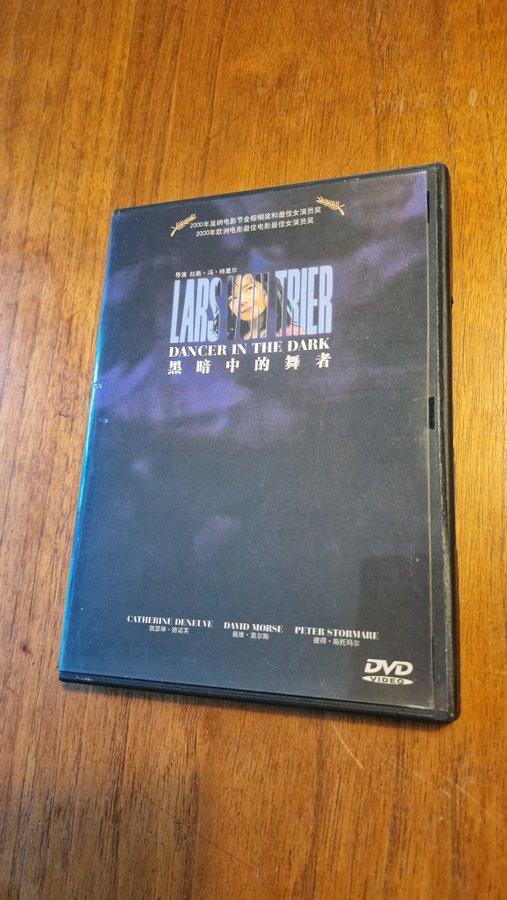 2000年戛纳电影节金棕榈奖和最佳女演员奖
2000年欧洲电影最佳电影最佳女演员奖
导演 拉斯·冯·特里尔
LARS VON TRIER
DANCER IN THE DARK
黑暗中的舞者
CATHERINE DENEUVE DAVID MORSE PETER STORMARE
凯瑟琳·德诺芙 戴维·莫尔斯 彼得·斯托玛尔
DVD
VIDEO